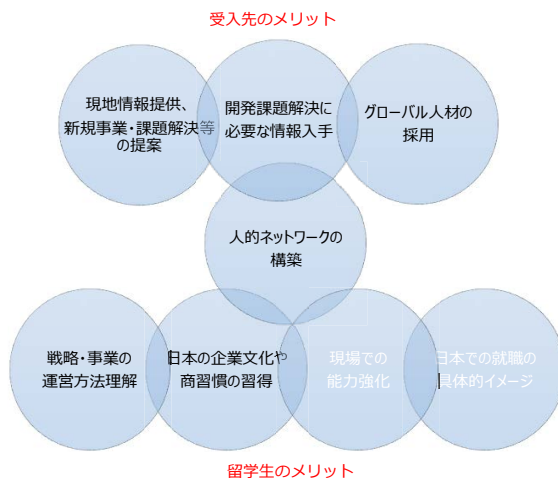 受入先のメリット
現地情報提供、
新規事業・課題解決等
の提案
開発課題解決に
必要な情報入手
グローバル人材の
採用
人的ネットワークの
構築
戦略・事業の
運営方法理解
日本の企業文化や
商習慣の習得
現場での
能力強化
日本での就職の
具体的イメージ
留学生のメリット